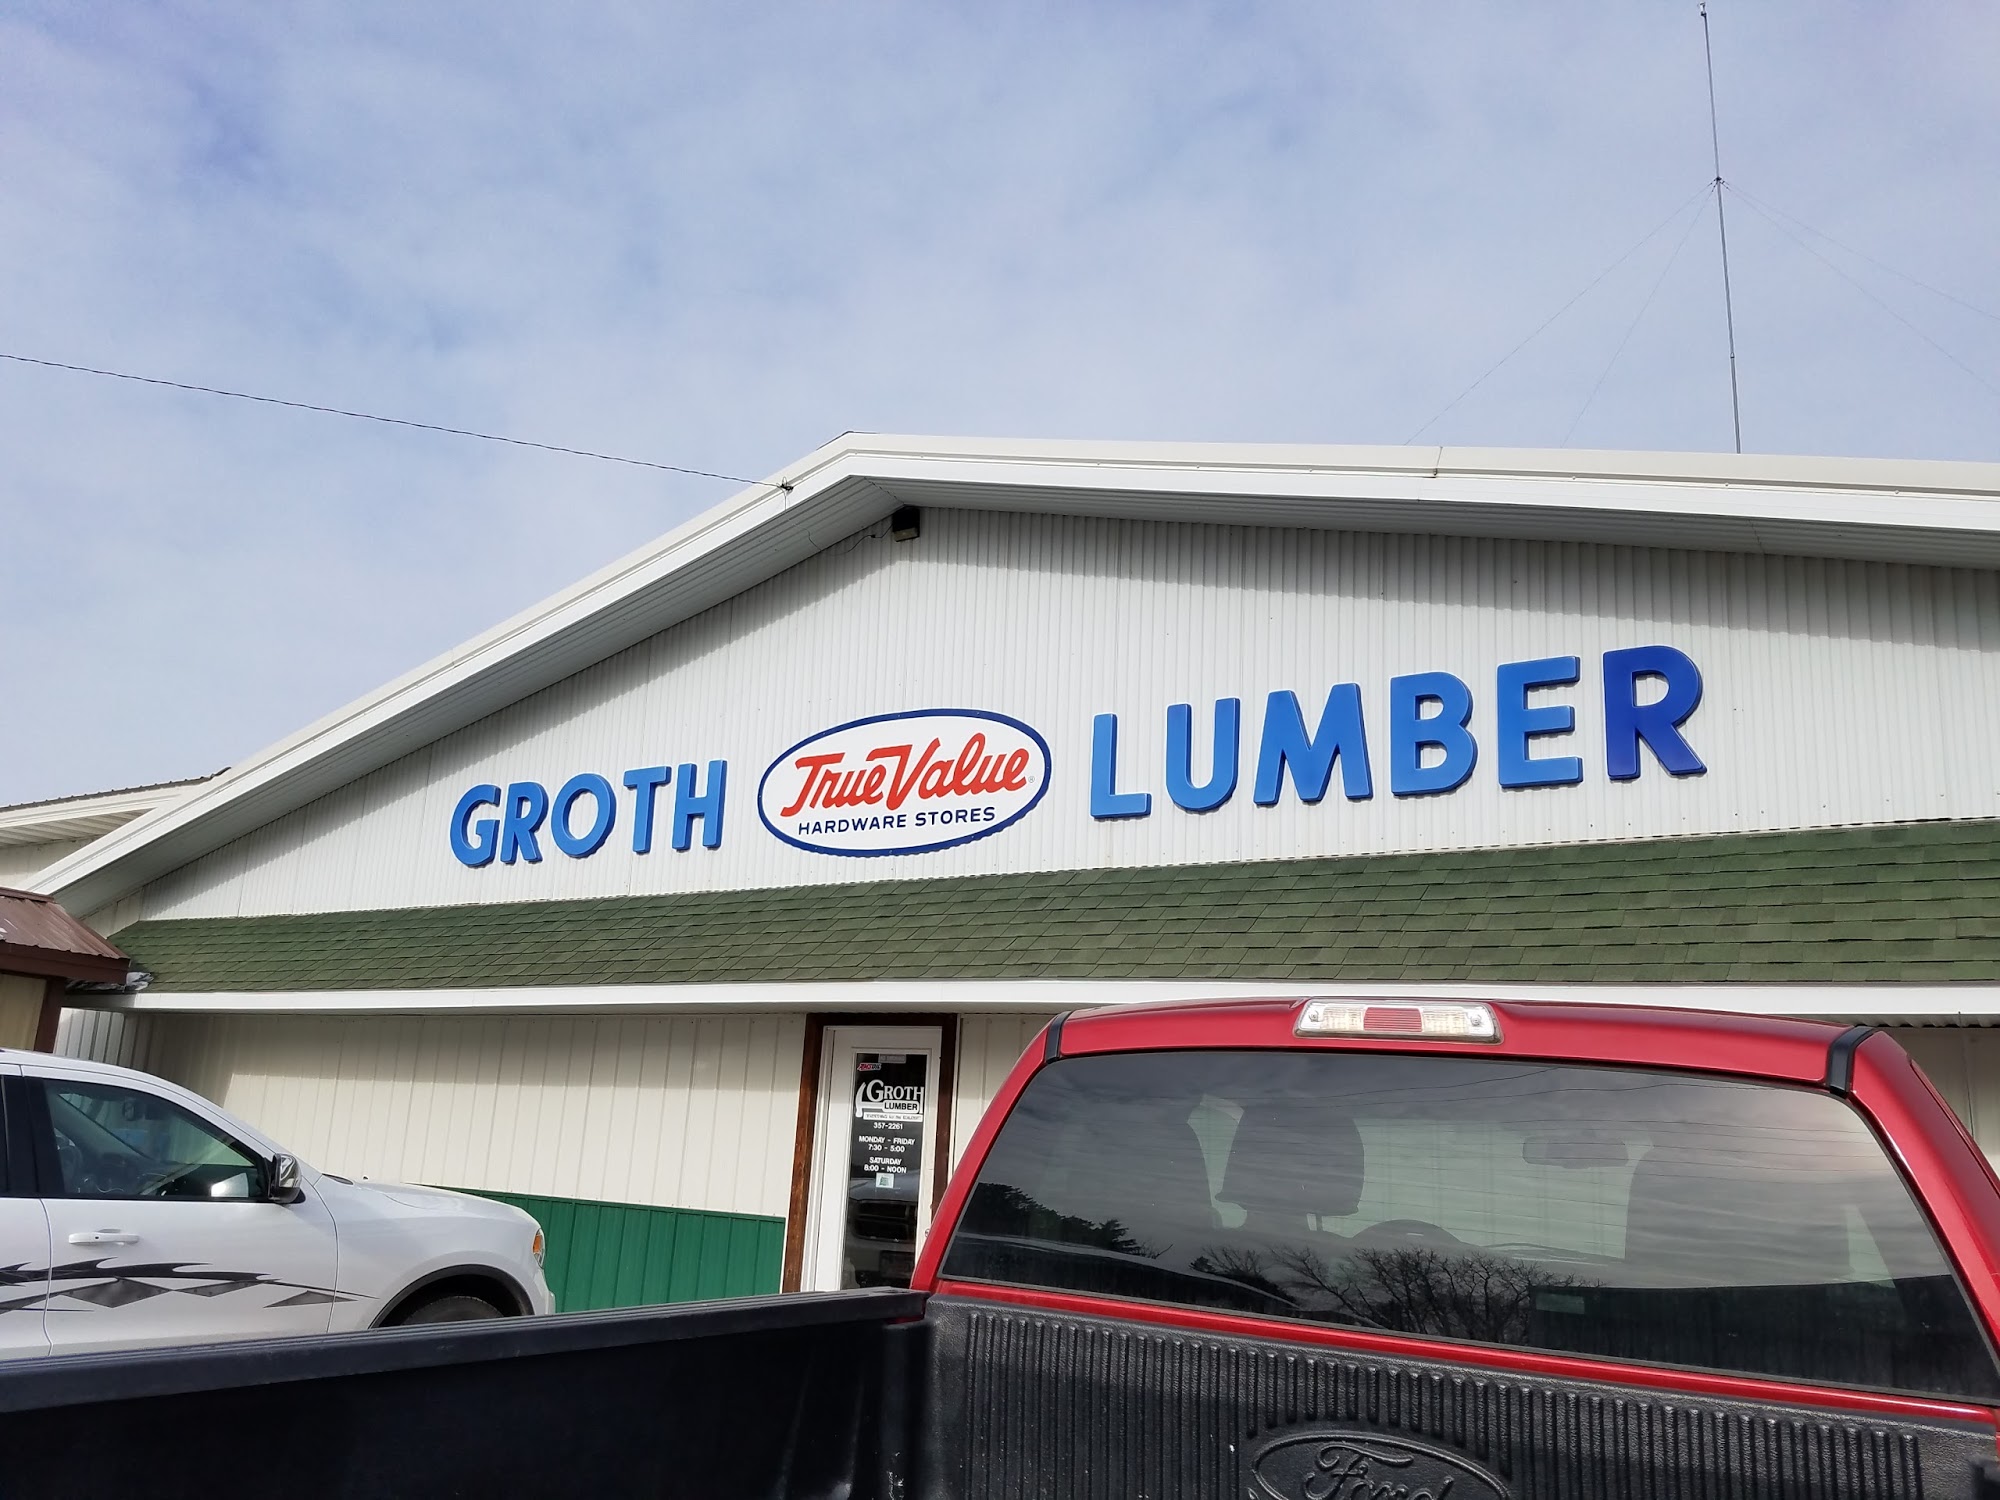 GROTH True Value LUMBER
HARDWARE STORES
GROTH
LUMBER
357-2261
MONDAY - FRIDAY
7:30 - 5:00
SATURDAY
8:00 - NOON
Ford